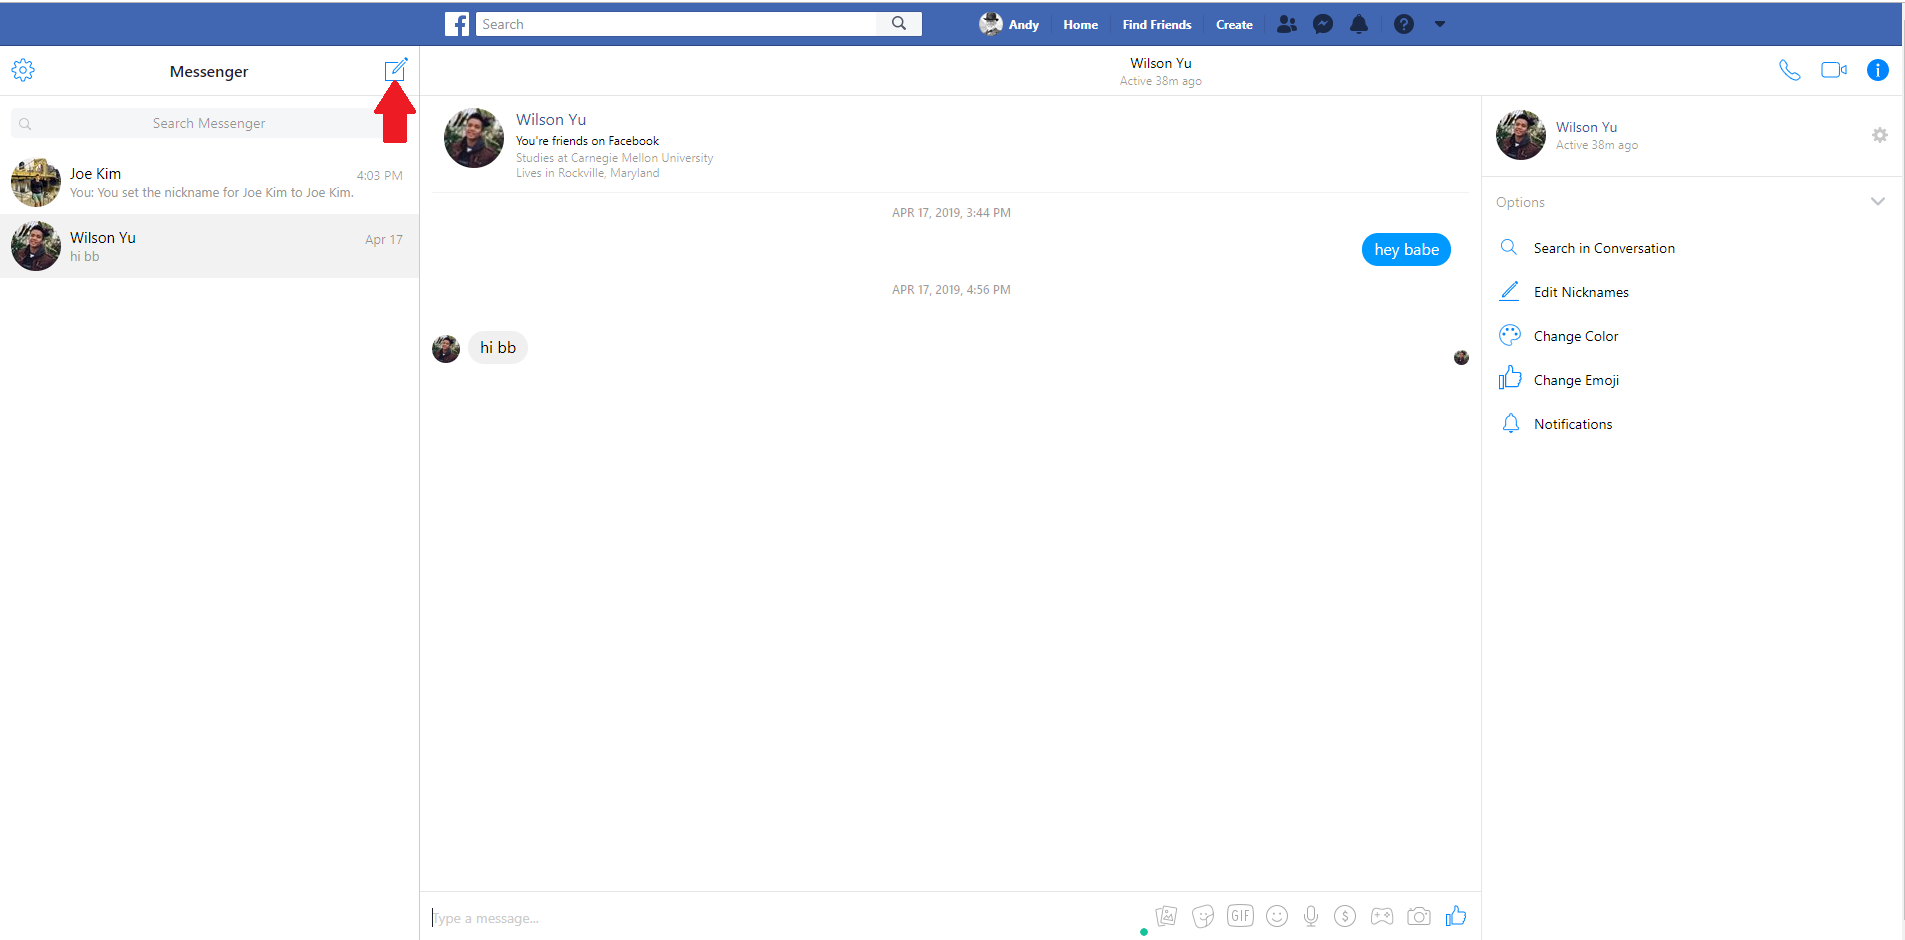 Search
Andy
Home
Find Friends
Create
Messenger
Search Messenger
Joe Kim
4:03 PM
You: You set the nickname for Joe Kim to Joe Kim.
Wilson Yu
Apr 17
hi bb
Wilson Yu
Active 38m ago
Wilson Yu
You're friends on Facebook
Studies at Carnegie Mellon University
Lives in Rockville, Maryland
APR 17, 2019, 3:44 PM
hey babe
APR 17, 2019, 4:56 PM
hi bb
Type a message...
GIF
Wilson Yu
Active 38m ago
Options
Search in Conversation
Edit Nicknames
Change Color
Change Emoji
Notifications